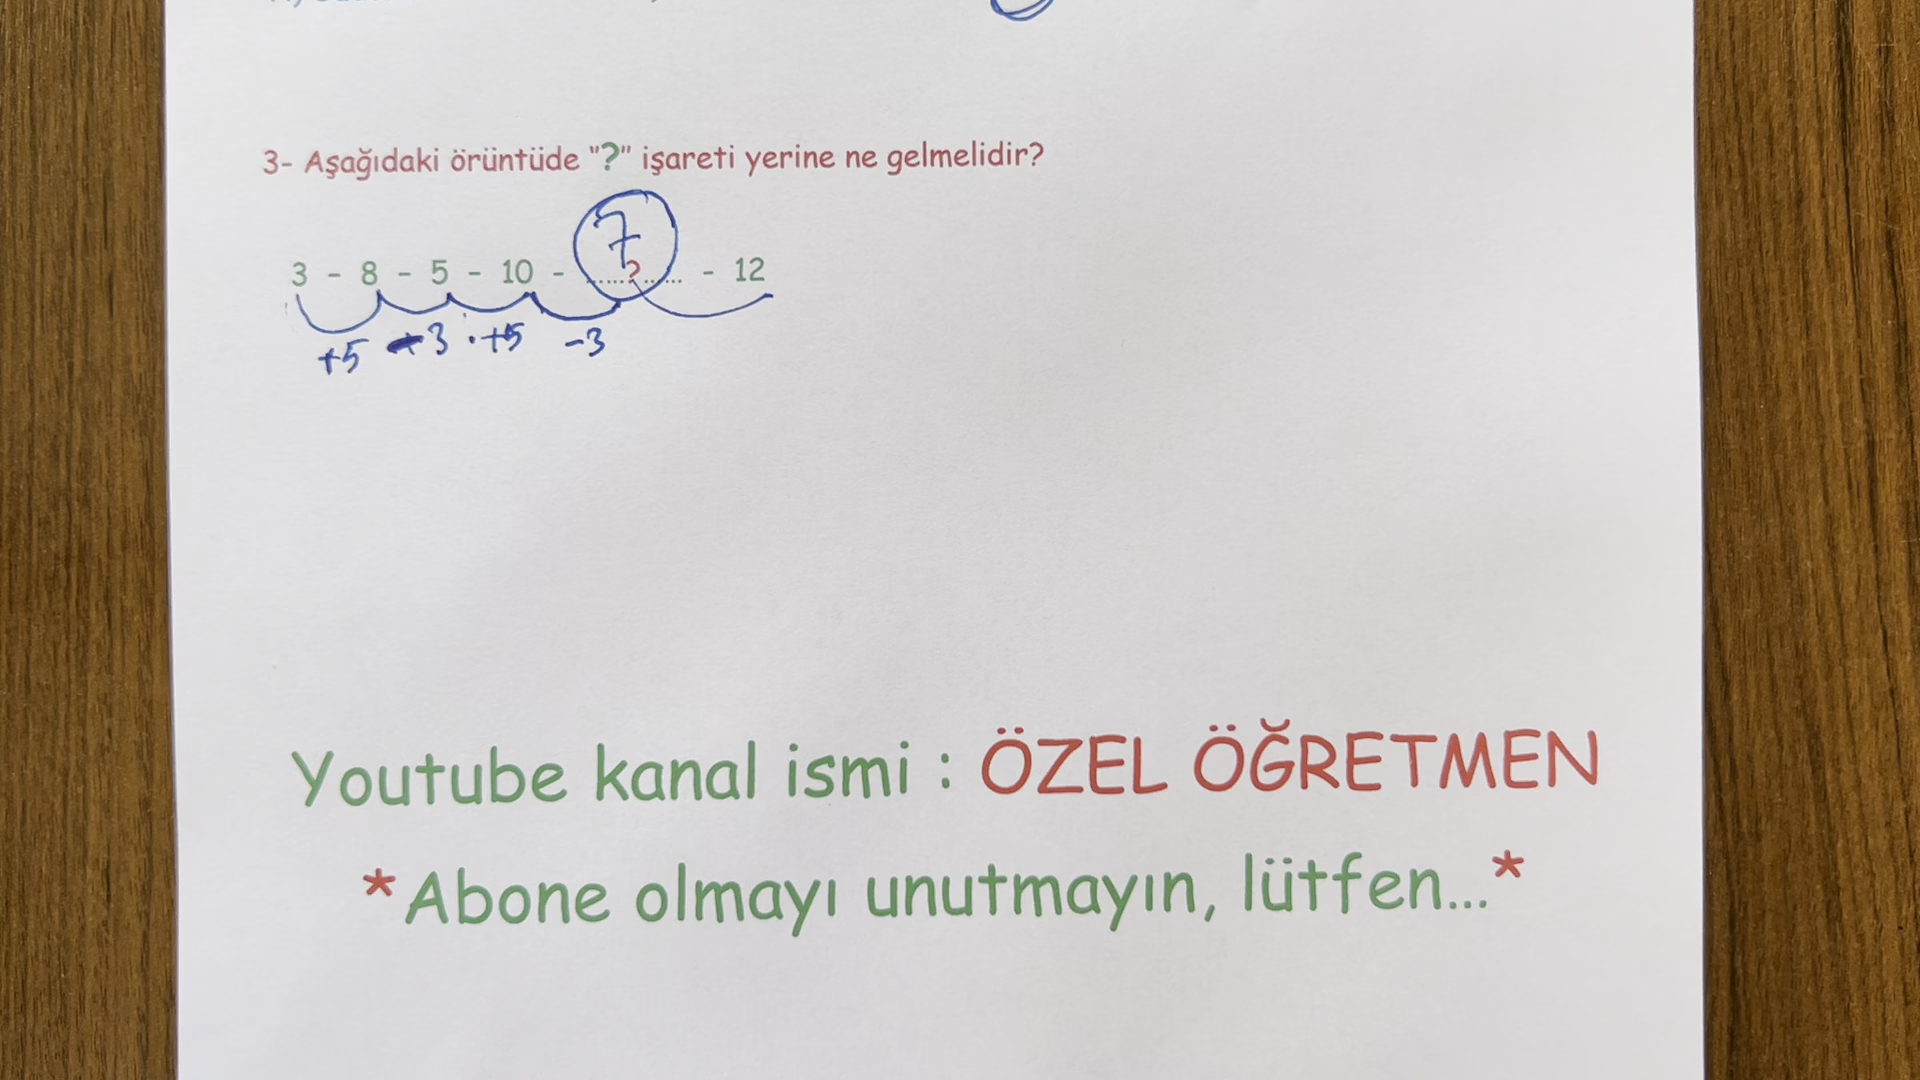 3- Aşağıdaki örüntüde "?" işareti yerine ne gelmelidir?
7
3 - 8 - 5 - 10 - ......?...... - 12
+5 -3 +5 -3
Youtube kanal ismi : ÖZEL ÖĞRETMEN
*Abone olmayı unutmayın, lütfen...*